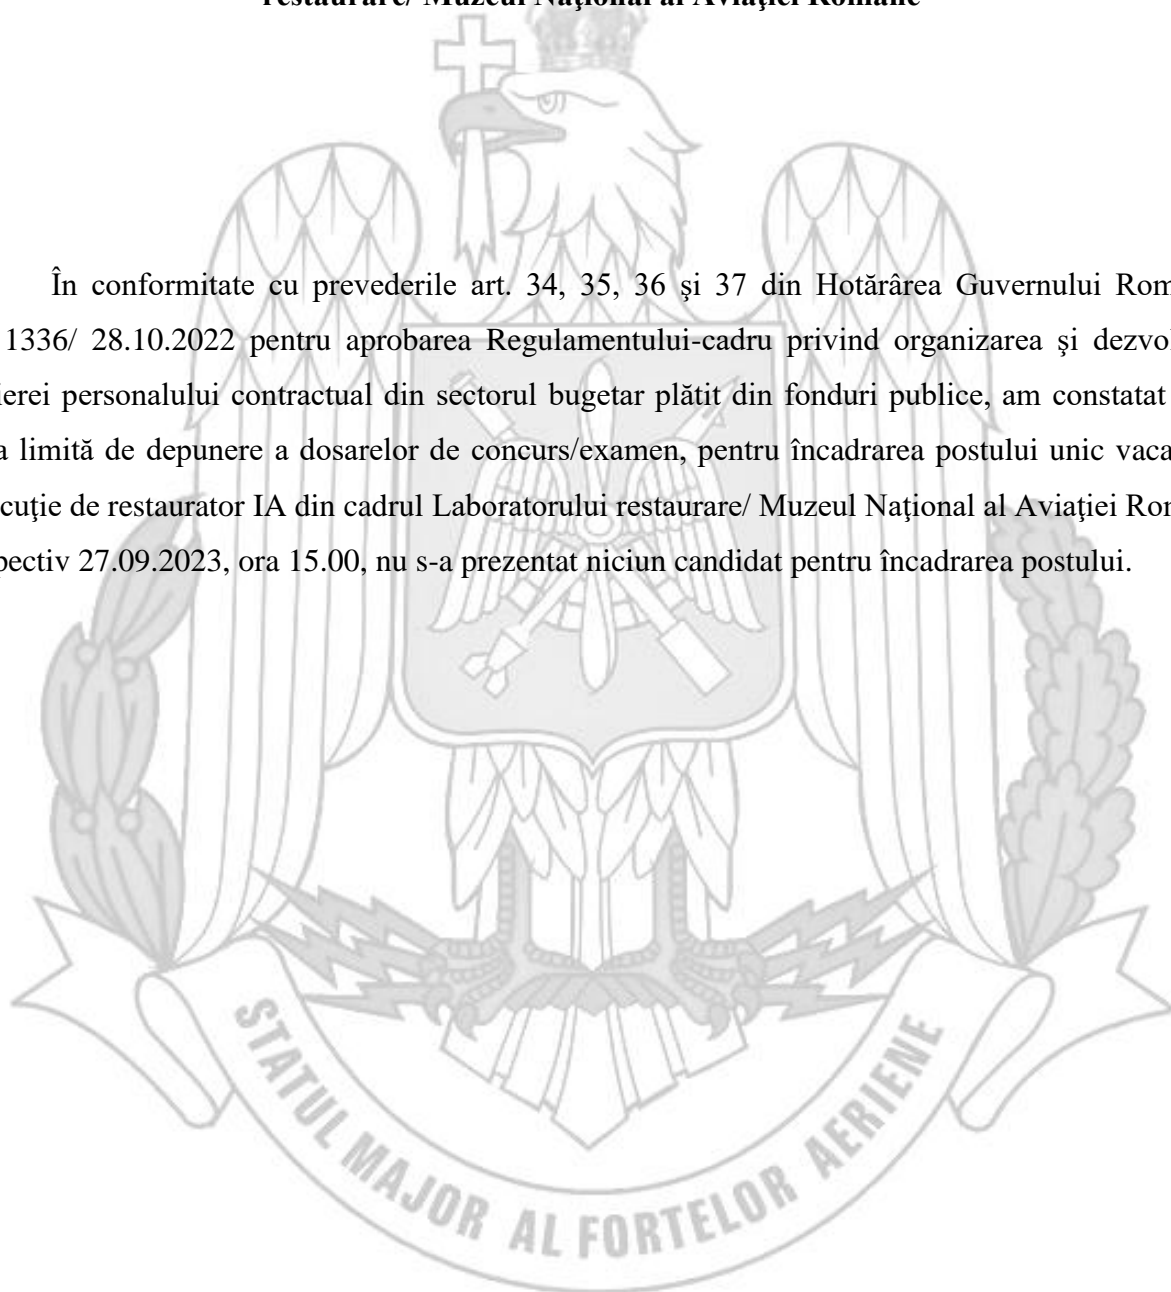 restaurare/ Muzeul Naţional al Aviaţiei Române
În conformitate cu prevederile art. 34, 35, 36 şi 37 din Hotărârea Guvernului Rom
1336/ 28.10.2022 pentru aprobarea Regulamentului-cadru privind organizarea şi dezvol
ierei personalului contractual din sectorul bugetar plătit din fonduri publice, am constatat
a limită de depunere a dosarelor de concurs/examen, pentru încadrarea postului unic vaca
cuţie de restaurator IA din cadrul Laboratorului restaurare/ Muzeul Naţional al Aviaţiei Rom
pectiv 27.09.2023, ora 15.00, nu s-a prezentat niciun candidat pentru încadrarea postului.
STATUL MAJOR AL FORTELOR AERIENE